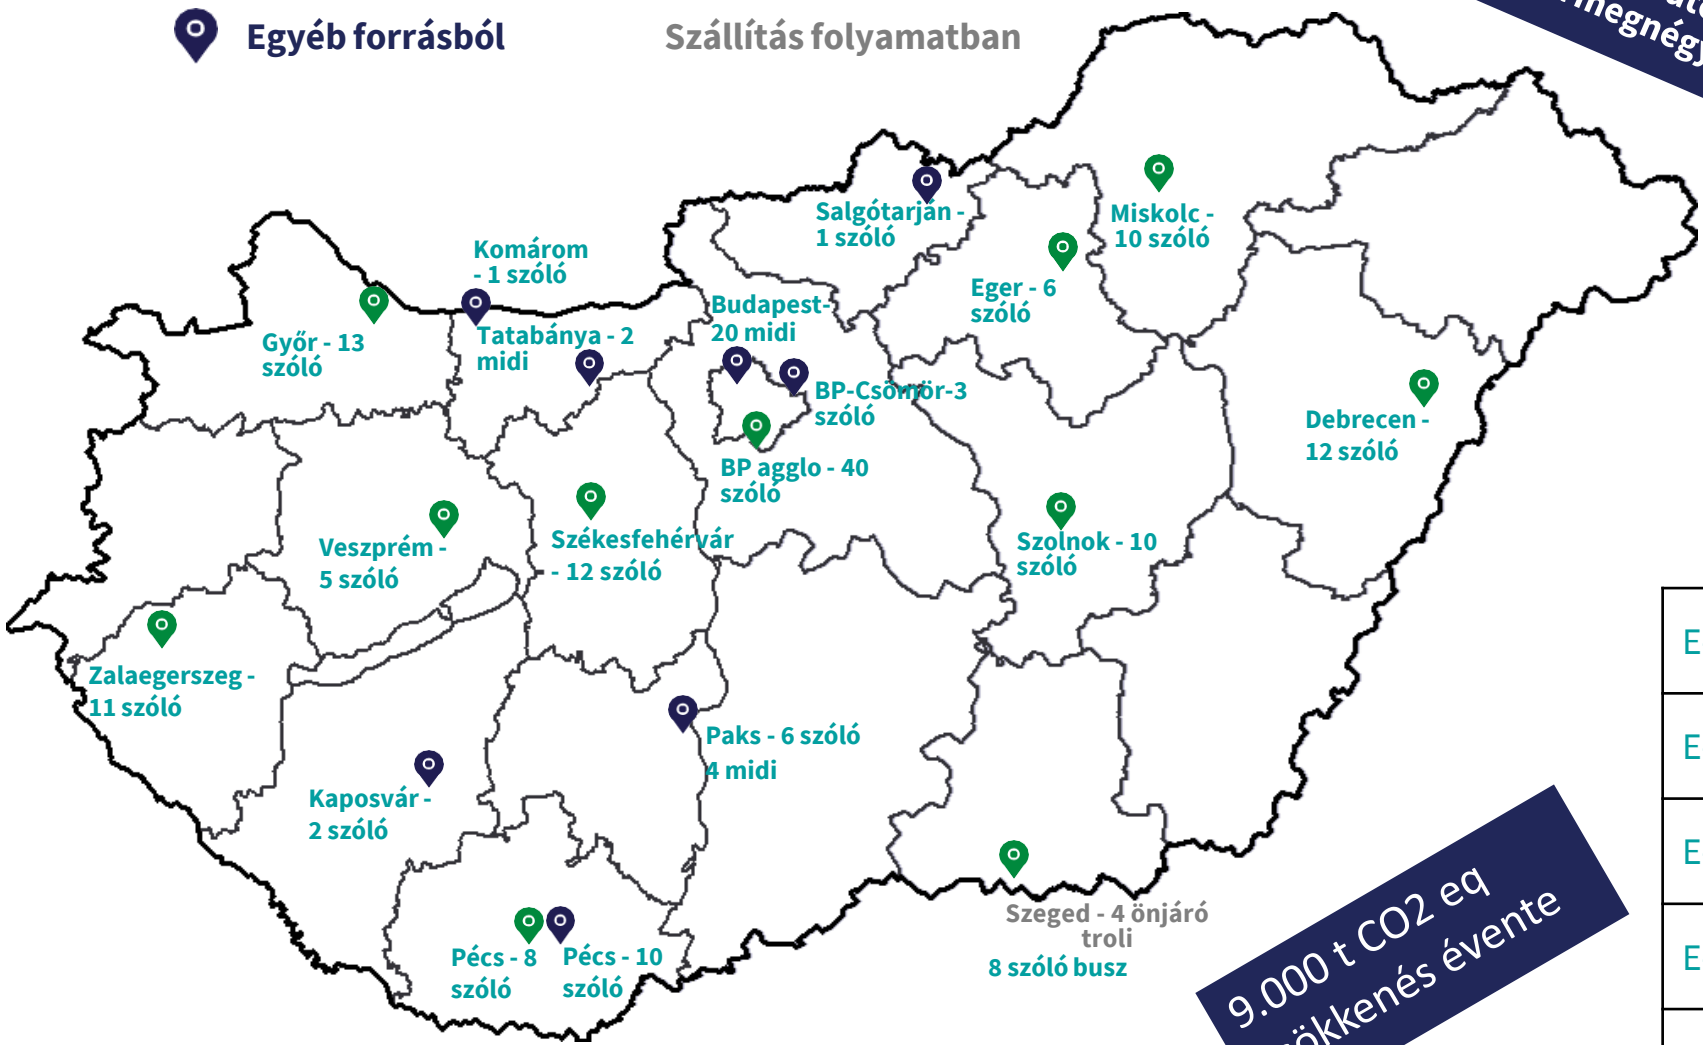 Egyéb forrásból
Szállítás folyamatban
Salgótarján -
1 szóló
Miskolc -
10 szóló
Komárom
- 1 szóló
Eger - 6
szóló
Budapest-
20 midi
Győr - 13
szóló
Tatabánya - 2
midi
BP-Csömör-3
szóló
Debrecen -
12 szóló
BP agglo - 40
szóló
Veszprém -
5 szóló
Székesfehérvár
- 12 szóló
Szolnok - 10
szóló
Zalaegerszeg -
11 szóló
Paks - 6 szóló
4 midi
Kaposvár -
2 szóló
Szeged - 4 önjáró
troli
8 szóló busz
Pécs - 8
szóló
Pécs - 10
szóló
9.000 t CO2 eq
évente
E
E
E
E